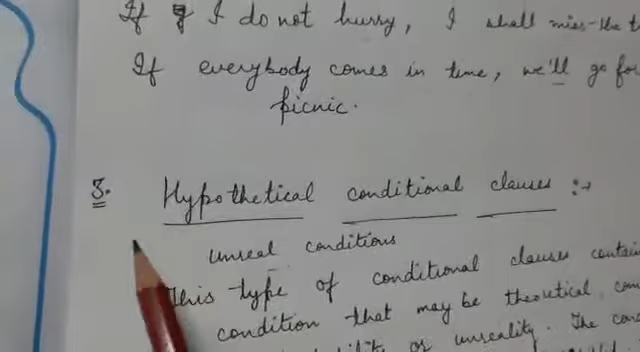 If I do not hurry, I shall miss the
If everybody comes in time, we'll go for
picnic.
3. Hypothetical conditional clauses :→
unreal conditions
This type of conditional clauses contain
condition that may be theoretical,
or unreality. The